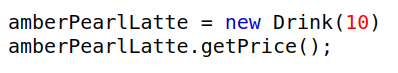 amberPearlLatte = new Drink(10)
amberPearlLatte.getPrice();